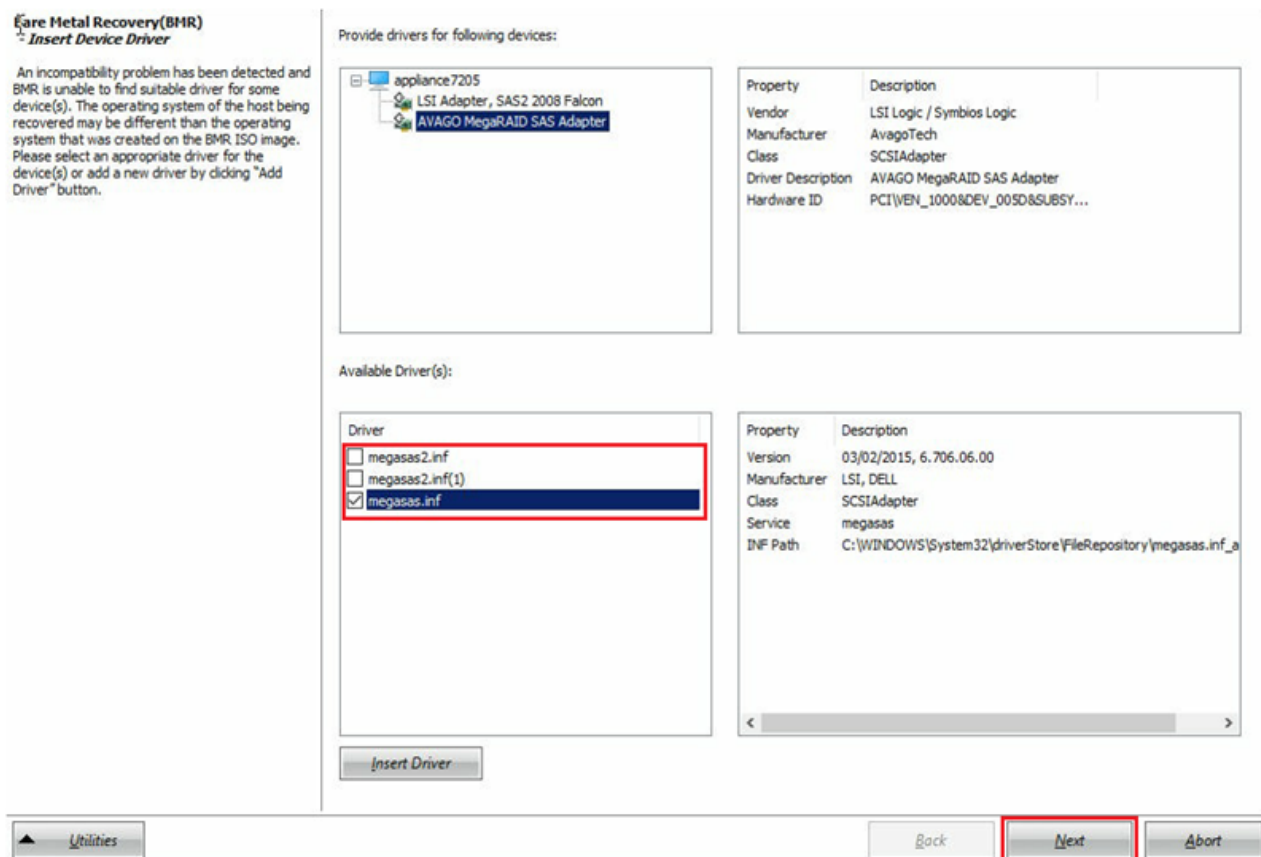 Bare Metal Recovery(BMR)
- Insert Device Driver
An incompatibility problem has been detected and
BMR is unable to find suitable driver for some
device(s). The operating system of the host being
recovered may be different than the operating
system that was created on the BMR ISO image.
Please select an appropriate driver for the
device(s) or add a new driver by clicking "Add
Driver" button.
Provide drivers for following devices:
appliance7205
LSI Adapter, SAS2 2008 Falcon
AVAGO MegaRAID SAS Adapter
Property Description
Vendor LSI Logic / Symbios Logic
Manufacturer AvagoTech
Class SCSIAdapter
Driver Description AVAGO MegaRAID SAS Adapter
Hardware ID PCI\VEN_1000&DEV_005D&SUBSY...
Available Driver(s):
Driver
megasas2.inf
megasas2.inf(1)
megasas.inf
Property Description
Version 03/02/2015, 6.706.06.00
Manufacturer LSI, DELL
Class SCSIAdapter
Service megasas
INF Path C:\WINDOWS\System32\driverStore\FileRepository\megasas.inf_a
Insert Driver
Utilities
Back
Next
Abort